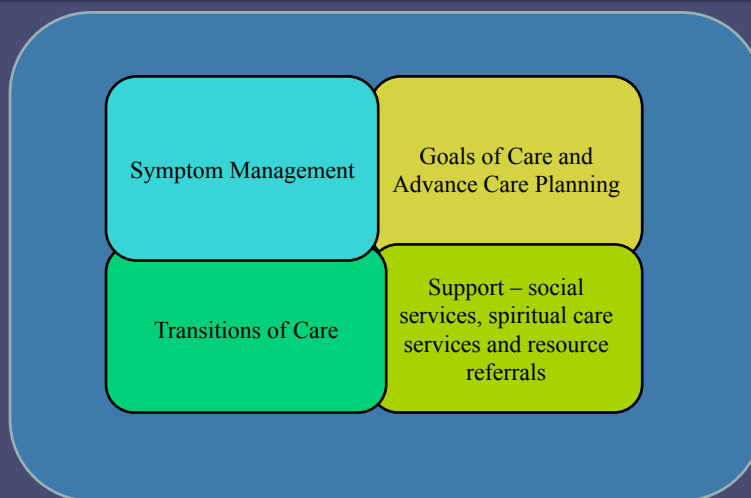 Symptom Management
Goals of Care and
Advance Care Planning
Transitions of Care
Support – social
services, spiritual care
services and resource
referrals